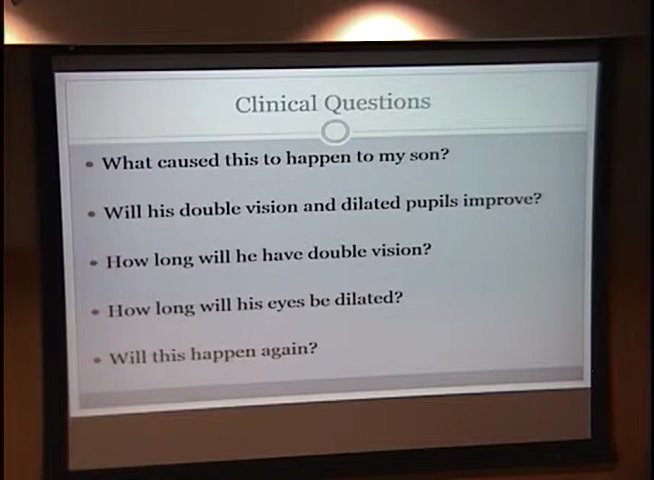 Clinical Questions
• What caused this to happen to my son?
• Will his double vision and dilated pupils improve?
• How long will he have double vision?
• How long will his eyes be dilated?
• Will this happen again?